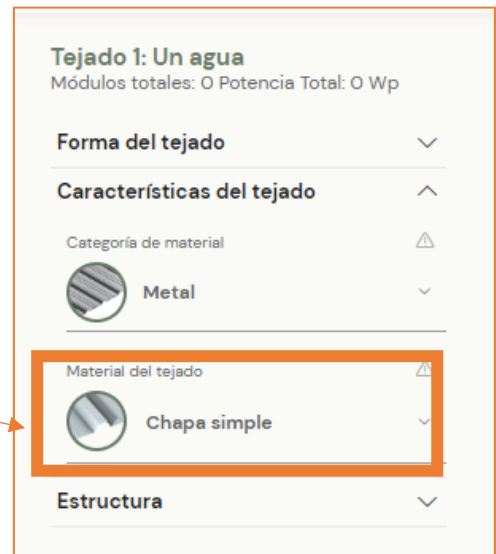 Tejado 1: Un agua
Módulos totales: 0 Potencia Total: 0 Wp
Forma del tejado
Características del tejado
Categoría de material
Metal
Material del tejado
Chapa simple
Estructura